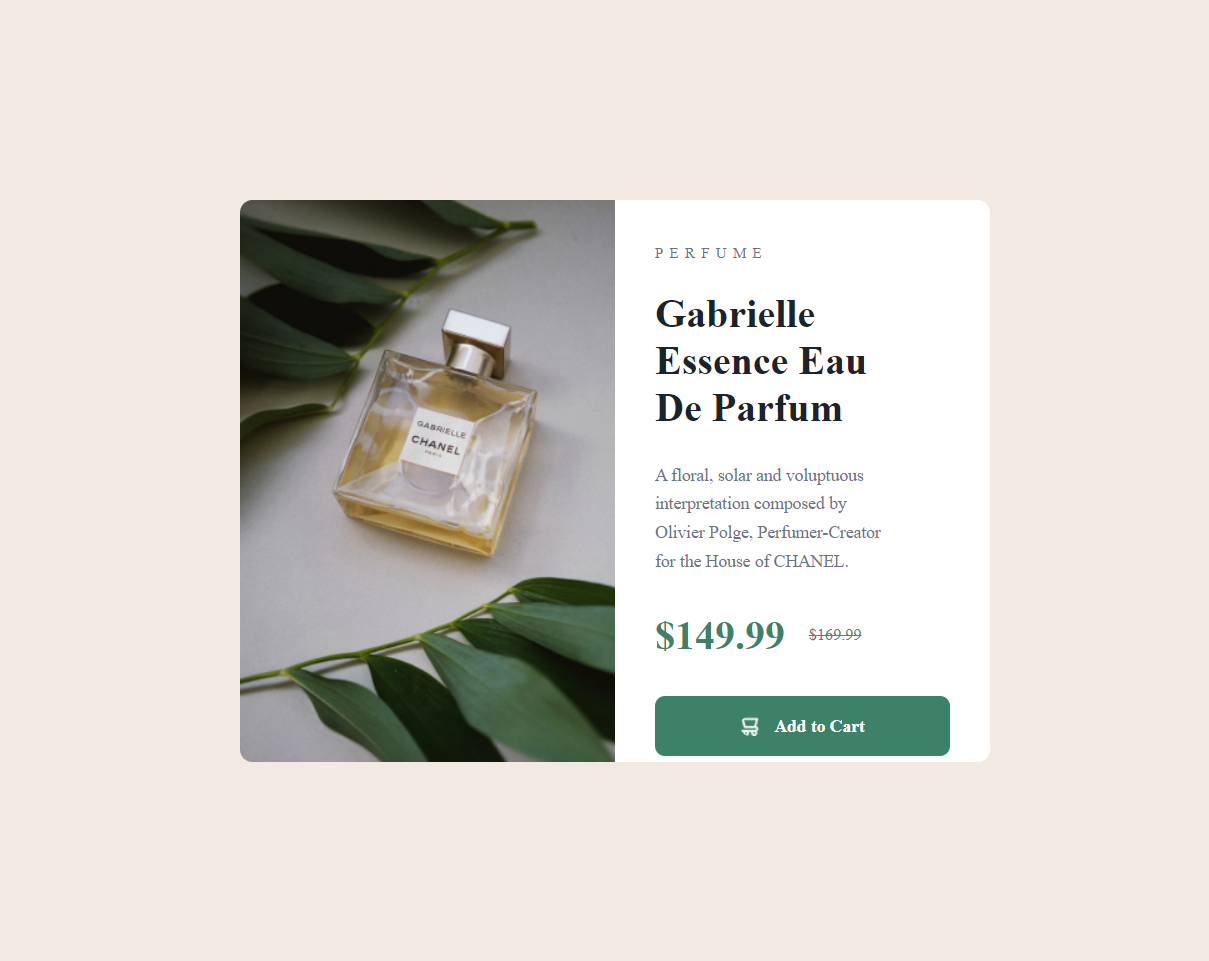 GABRIELLE
CHANEL
PARIS
PERFUME
Gabrielle
Essence Eau
De Parfum
A floral, solar and voluptuous
interpretation composed by
Olivier Polge, Perfumer-Creator
for the House of CHANEL.
$149.99 $169.99
Add to Cart